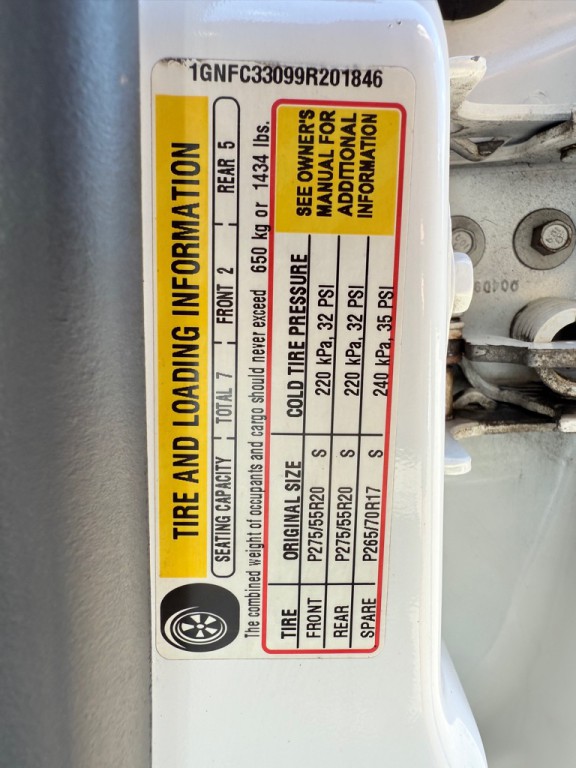 1GNFC33099R201846
TIRE AND LOADING INFORMATION
SEATING CAPACITY TOTAL 7 FRONT 2 REAR 5
The combined weight of occupants and cargo should never exceed 650 kg or 1434 lbs.
TIRE ORIGINAL SIZE COLD TIRE PRESSURE
FRONT P275/55R20 S 220 kPa, 32 PSI
REAR P275/55R20 S 220 kPa, 32 PSI
SPARE P265/70R17 S 240 kPa, 35 PSI
SEE OWNER'S
MANUAL FOR
ADDITIONAL
INFORMATION